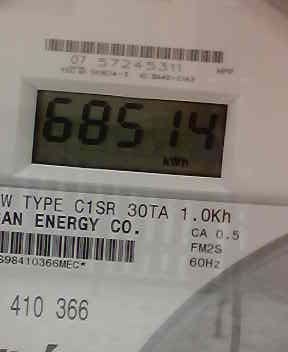 07 57245311
68514
kWh
W TYPE C1SR 30TA 1.0Kh
AN ENERGY CO.
CA 0.5
FM2S
60Hz
S98410366MEC*
410 366